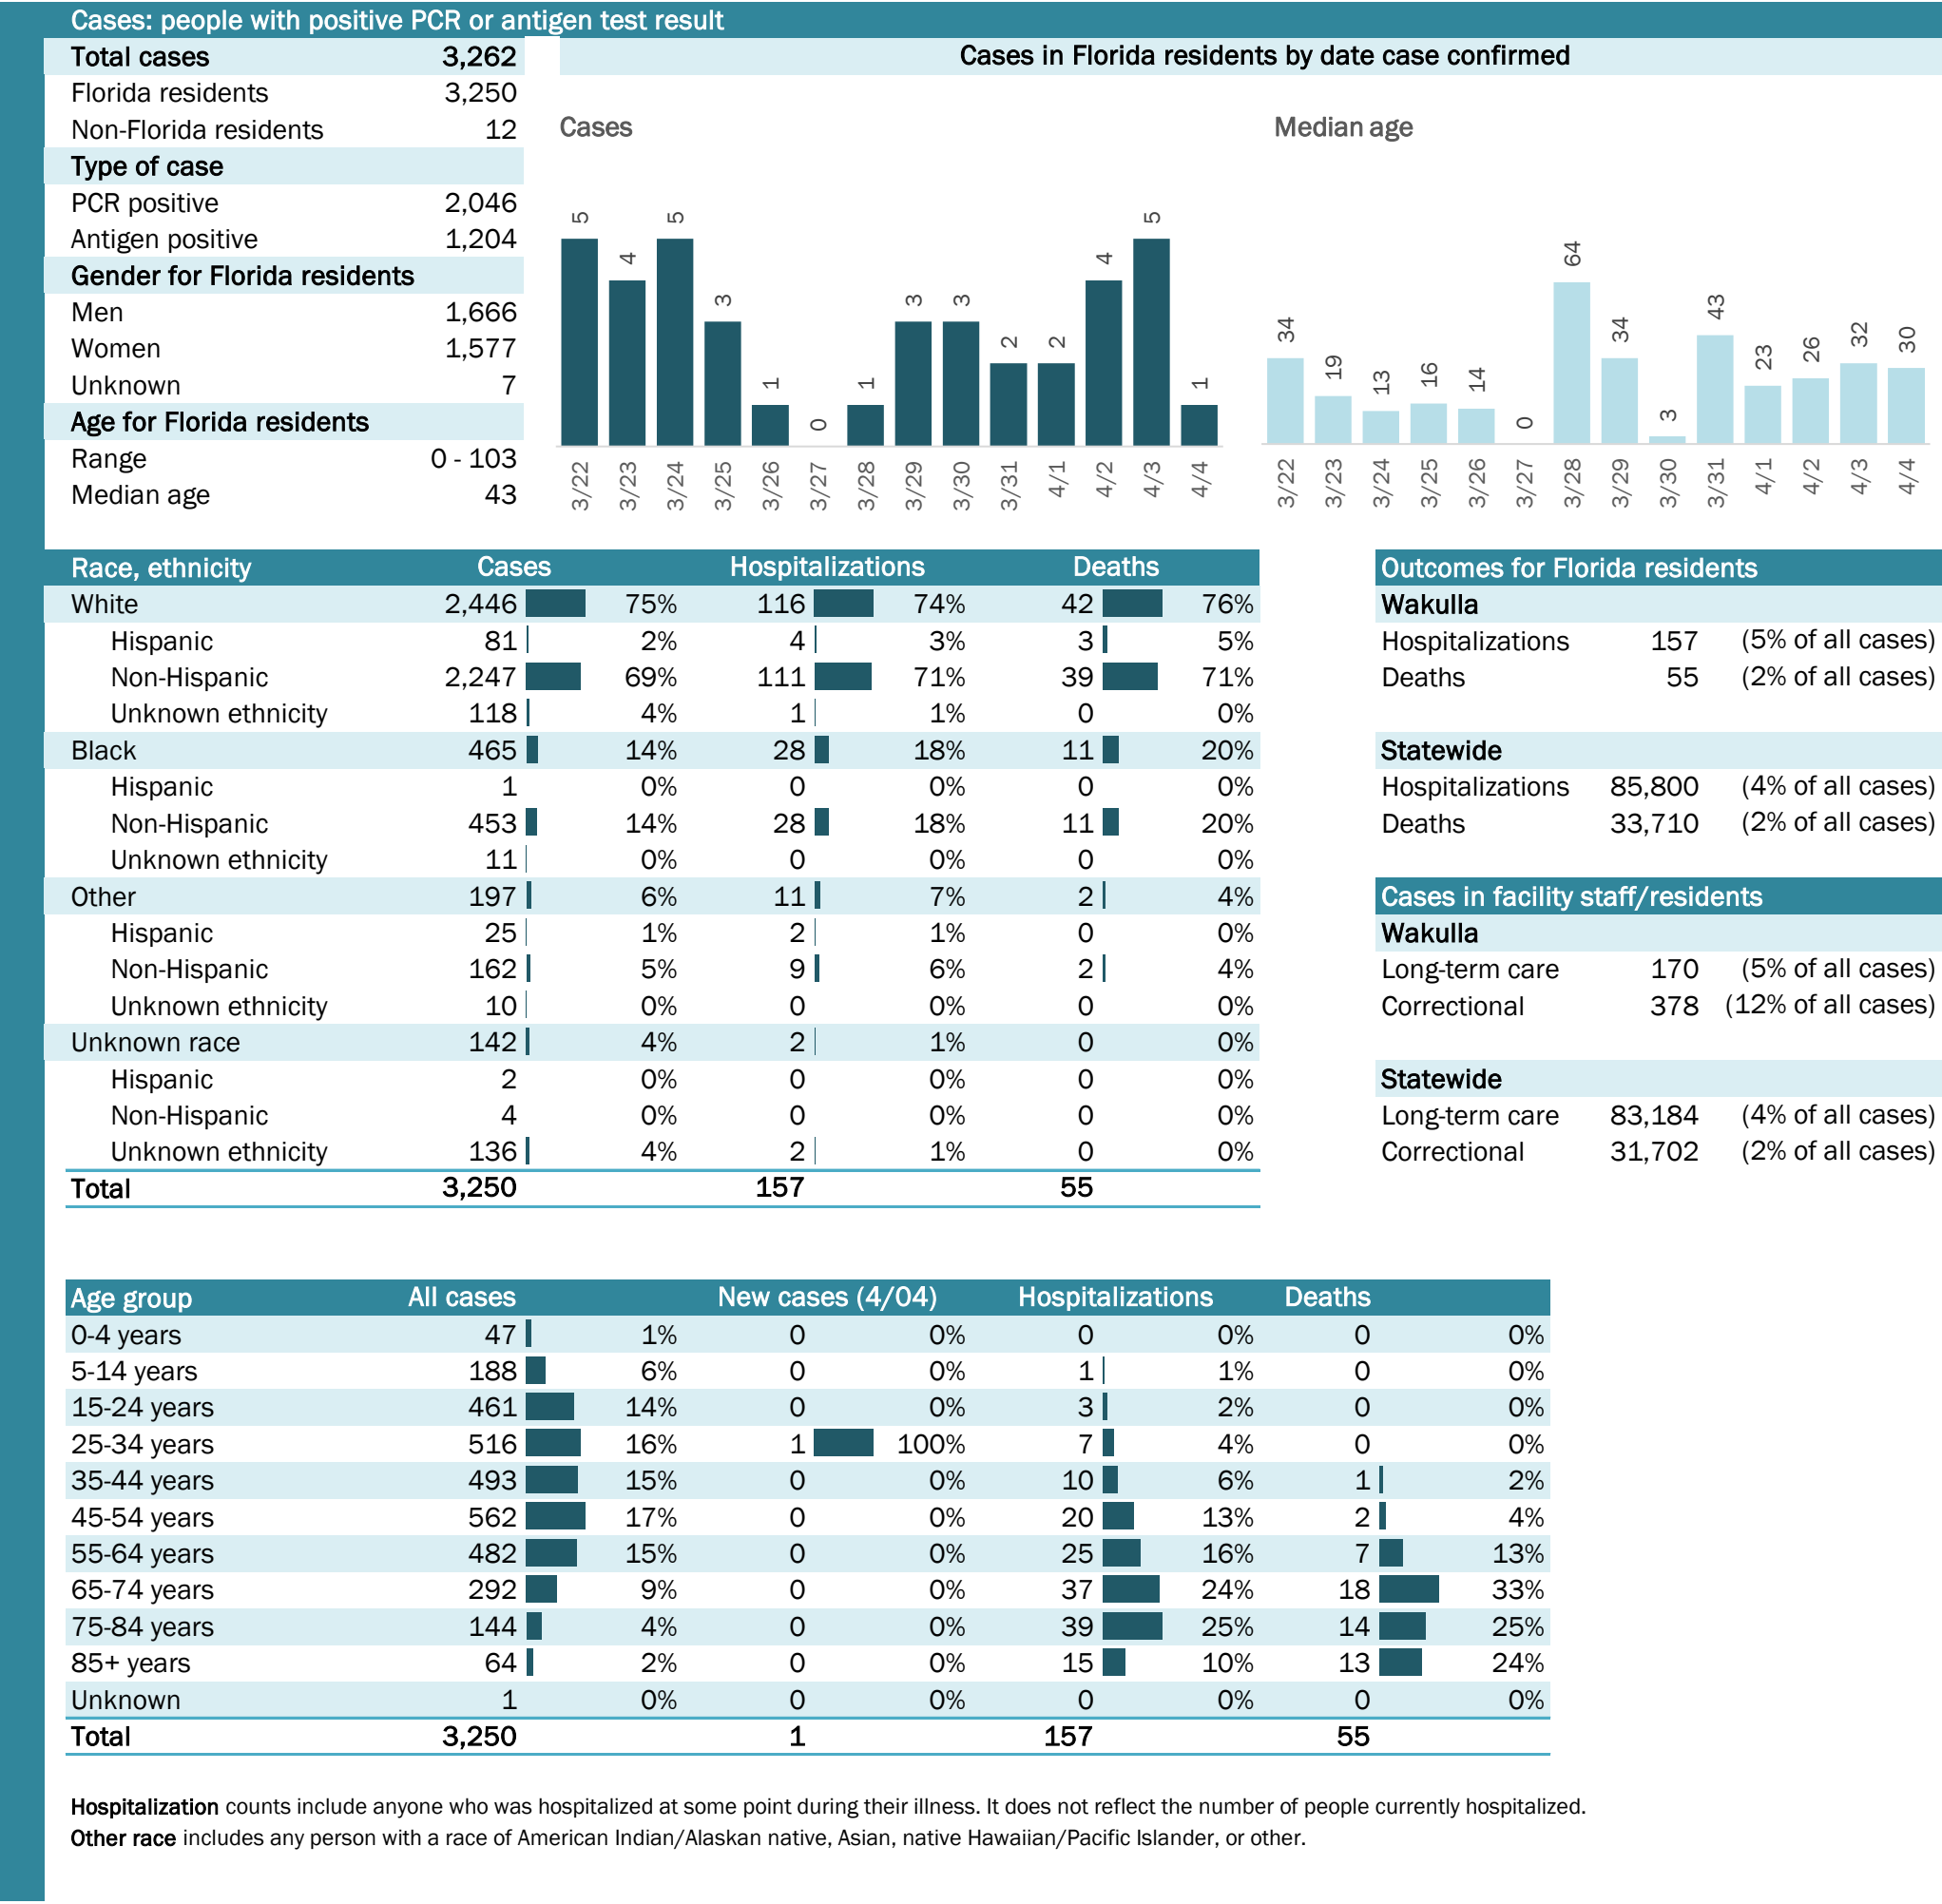 Cases: people with positive PCR or antigen test result
Total cases 3,262
Florida residents 3,250
Non-Florida residents 12
Type of case
PCR positive 2,046
Antigen positive 1,204
Gender for Florida residents
Men 1,666
Women 1,577
Unknown 7
Age for Florida residents
Range 0 - 103
Median age 43
Cases in Florida residents by date case confirmed
Cases
5 4 5 3 1 0 1 3 3 2 2 4 5 1
3/22 3/23 3/24 3/25 3/26 3/27 3/28 3/29 3/30 3/31 4/1 4/2 4/3 4/4
Median age
34 19 13 16 14 0 64 34 3 43 23 26 32 30
3/22 3/23 3/24 3/25 3/26 3/27 3/28 3/29 3/30 3/31 4/1 4/2 4/3 4/4
Race, ethnicity Cases Hospitalizations Deaths
White 2,446 75% 116 74% 42 76%
Hispanic 81 2% 4 3% 3 5%
Non-Hispanic 2,247 69% 111 71% 39 71%
Unknown ethnicity 118 4% 1 1% 0 0%
Black 465 14% 28 18% 11 20%
Hispanic 1 0% 0 0% 0 0%
Non-Hispanic 453 14% 28 18% 11 20%
Unknown ethnicity 11 0% 0 0% 0 0%
Other 197 6% 11 7% 2 4%
Hispanic 25 1% 2 1% 0 0%
Non-Hispanic 162 5% 9 6% 2 4%
Unknown ethnicity 10 0% 0 0% 0 0%
Unknown race 142 4% 2 1% 0 0%
Hispanic 2 0% 0 0% 0 0%
Non-Hispanic 4 0% 0 0% 0 0%
Unknown ethnicity 136 4% 2 1% 0 0%
Total 3,250 157 55
Outcomes for Florida residents
Wakulla
Hospitalizations 157 (5% of all cases)
Deaths 55 (2% of all cases)
Statewide
Hospitalizations 85,800 (4% of all cases)
Deaths 33,710 (2% of all cases)
Cases in facility staff/residents
Wakulla
Long-term care 170 (5% of all cases)
Correctional 378 (12% of all cases)
Statewide
Long-term care 83,184 (4% of all cases)
Correctional 31,702 (2% of all cases)
Age group All cases New cases (4/04) Hospitalizations Deaths
0-4 years 47 1% 0 0% 0 0% 0 0%
5-14 years 188 6% 0 0% 1 1% 0 0%
15-24 years 461 14% 0 0% 3 2% 0 0%
25-34 years 516 16% 1 100% 7 4% 0 0%
35-44 years 493 15% 0 0% 10 6% 1 2%
45-54 years 562 17% 0 0% 20 13% 2 4%
55-64 years 482 15% 0 0% 25 16% 7 13%
65-74 years 292 9% 0 0% 37 24% 18 33%
75-84 years 144 4% 0 0% 39 25% 14 25%
85+ years 64 2% 0 0% 15 10% 13 24%
Unknown 1 0% 0 0% 0 0% 0 0%
Total 3,250 1 157 55
Hospitalization counts include anyone who was hospitalized at some point during their illness. It does not reflect the number of people currently hospitalized.
Other race includes any person with a race of American Indian/Alaskan native, Asian, native Hawaiian/Pacific Islander, or other.